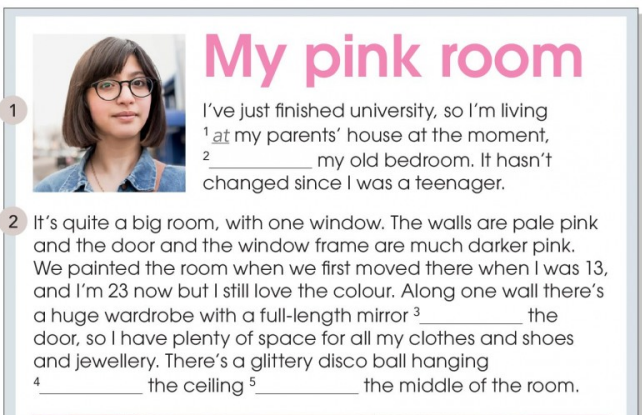 My pink room
1
I've just finished university, so I'm living
1 at my parents' house at the moment,
2__________ my old bedroom. It hasn't
changed since I was a teenager.
2 It's quite a big room, with one window. The walls are pale pink
and the door and the window frame are much darker pink.
We painted the room when we first moved there when I was 13,
and I'm 23 now but I still love the colour. Along one wall there's
a huge wardrobe with a full-length mirror 3__________ the
door, so I have plenty of space for all my clothes and shoes
and jewellery. There's a glittery disco ball hanging
4__________ the ceiling 5__________ the middle of the room.